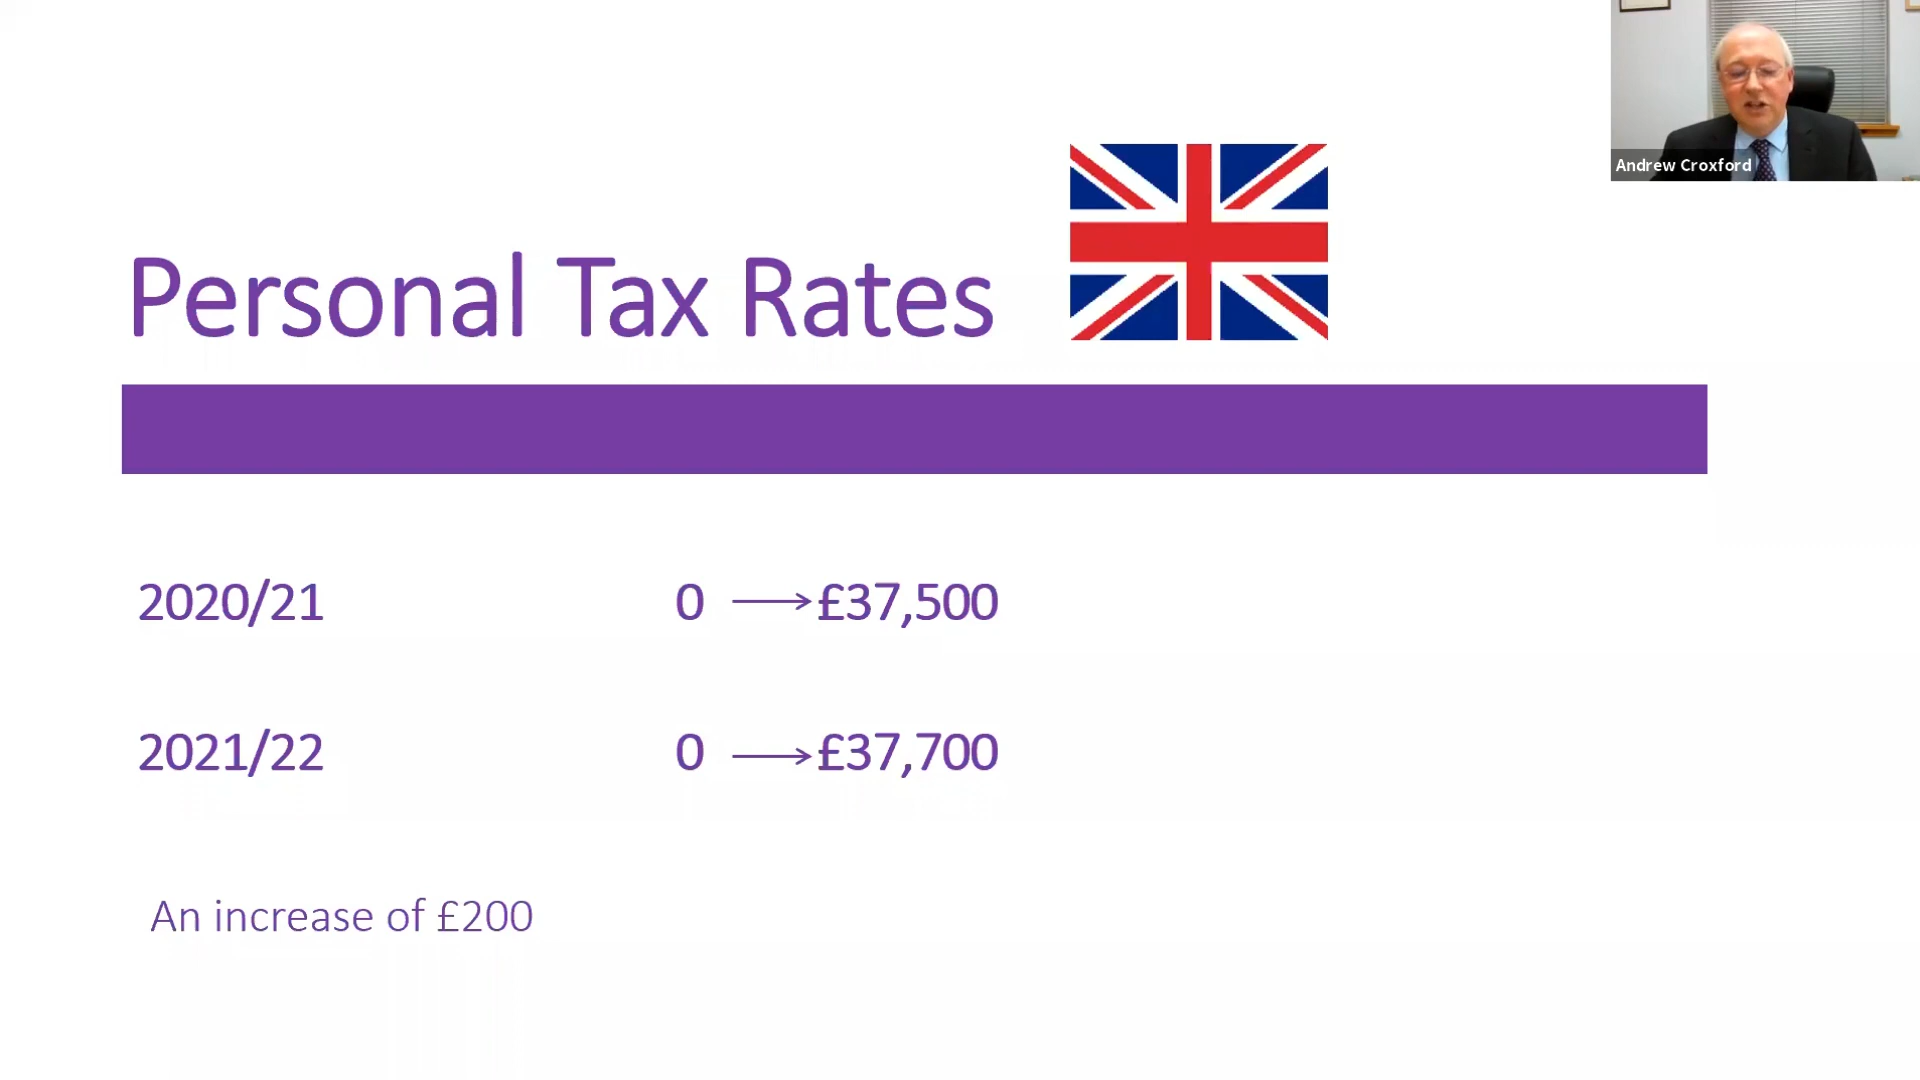 Andrew Croxford
Personal Tax Rates
2020/21 0 → £37,500
2021/22 0 → £37,700
An increase of £200